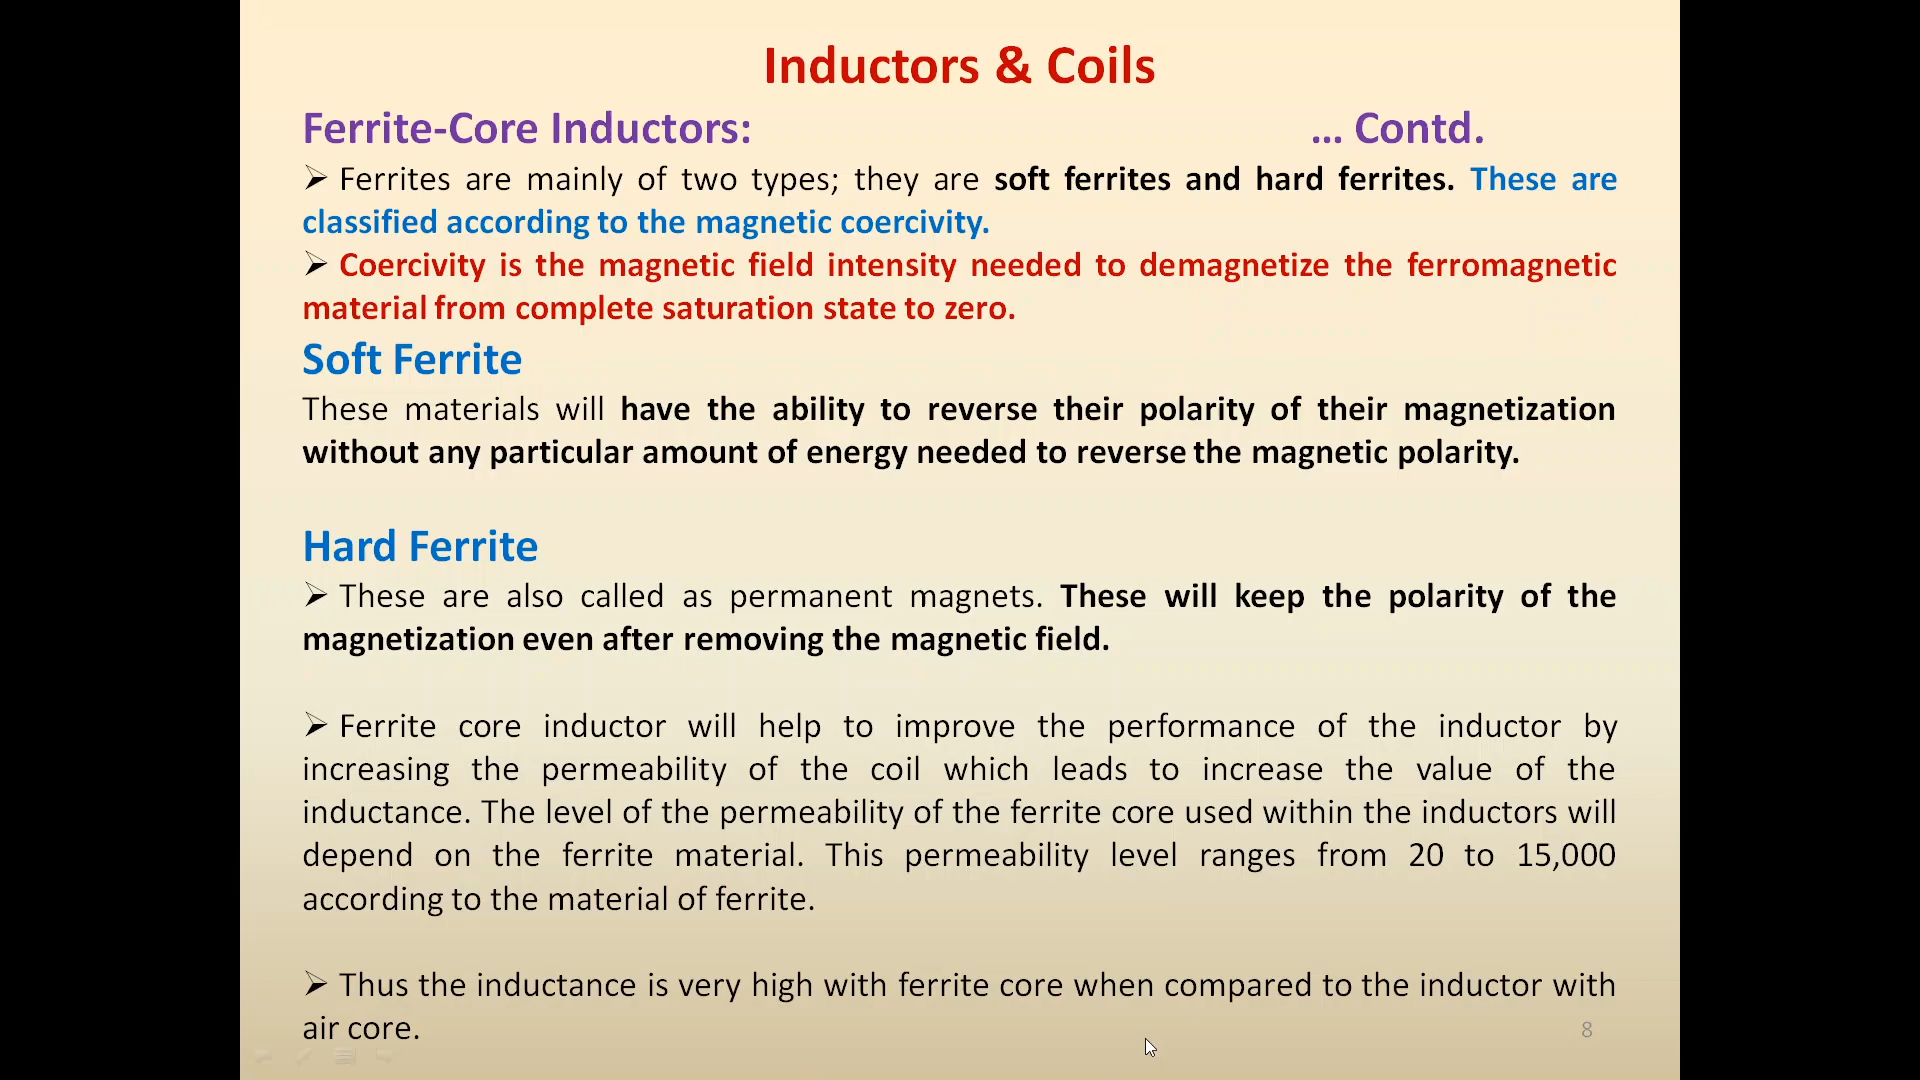 Inductors & Coils
Ferrite-Core Inductors: ... Contd.
➢ Ferrites are mainly of two types; they are soft ferrites and hard ferrites. These are
classified according to the magnetic coercivity.
➢ Coercivity is the magnetic field intensity needed to demagnetize the ferromagnetic
material from complete saturation state to zero.
Soft Ferrite
These materials will have the ability to reverse their polarity of their magnetization
without any particular amount of energy needed to reverse the magnetic polarity.
Hard Ferrite
➢ These are also called as permanent magnets. These will keep the polarity of the
magnetization even after removing the magnetic field.
➢ Ferrite core inductor will help to improve the performance of the inductor by
increasing the permeability of the coil which leads to increase the value of the
inductance. The level of the permeability of the ferrite core used within the inductors will
depend on the ferrite material. This permeability level ranges from 20 to 15,000
according to the material of ferrite.
➢ Thus the inductance is very high with ferrite core when compared to the inductor with
air core.
8